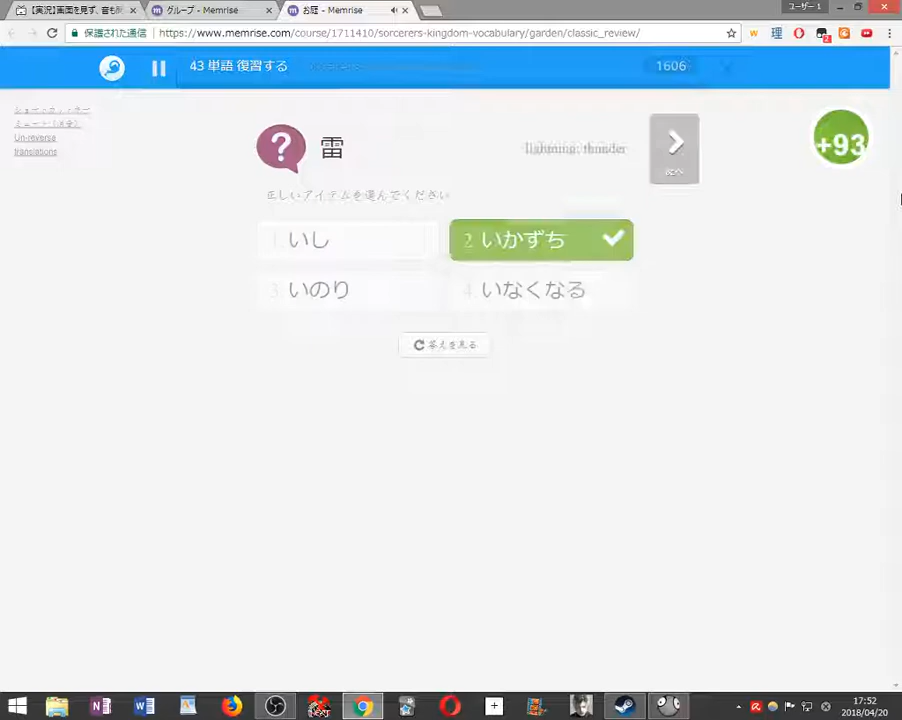 【実況】画面を見ず、音も
グループ - Memrise
お庭 - Memrise
ユーザー 1
保護された通信
https://www.memrise.com/course/1711410/sorcerers-kingdom-vocabulary/garden/classic_review/
43 単語 復習する
1606
Un-reverse
translations
雷
lightning; thunder
次へ
+93
正しいアイテムを選んでください
1 いし
2 いかずち
3 いのり
4 いなくなる
答えを見る
17:52
2018/04/20